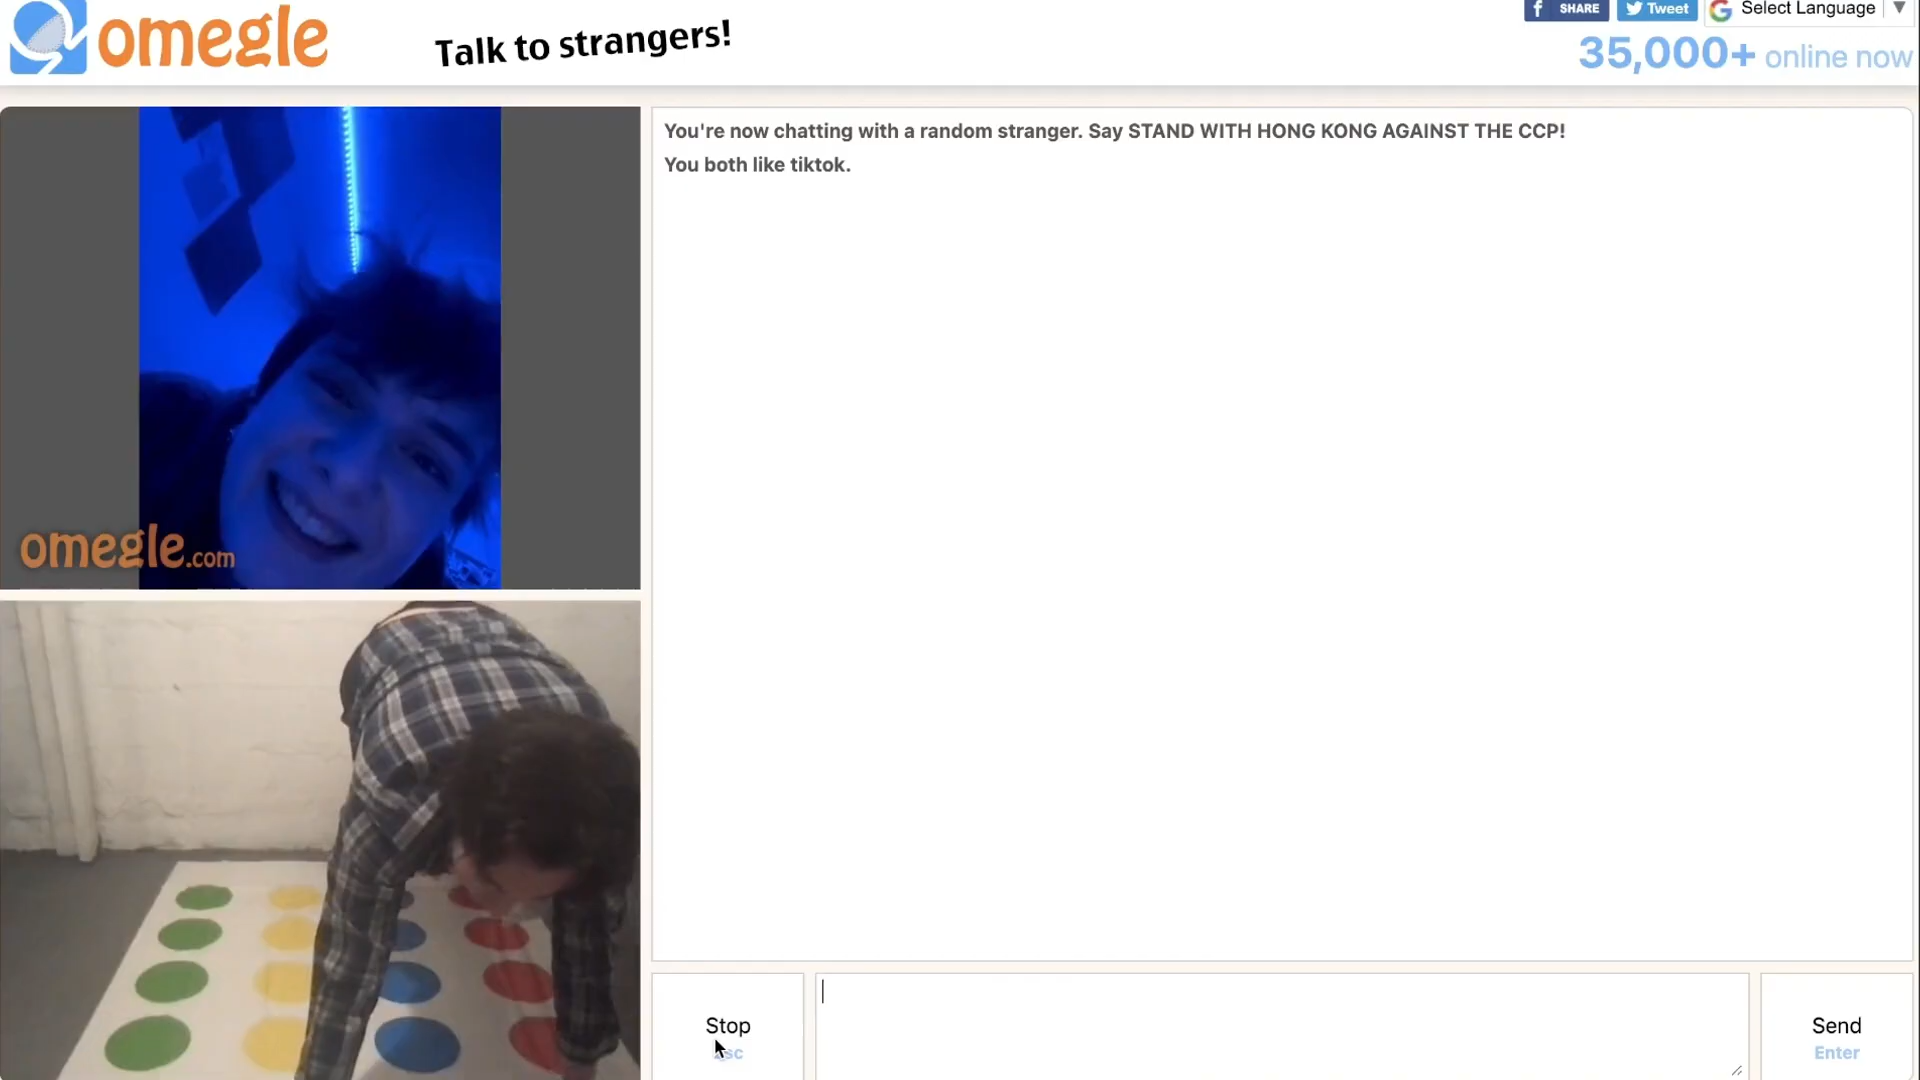 omegle
Talk to strangers!
f SHARE
Tweet
G Select Language ▼
35,000+ online now
You're now chatting with a random stranger. Say STAND WITH HONG KONG AGAINST THE CCP!
You both like tiktok.
omegle.com
Stop
Send
Enter